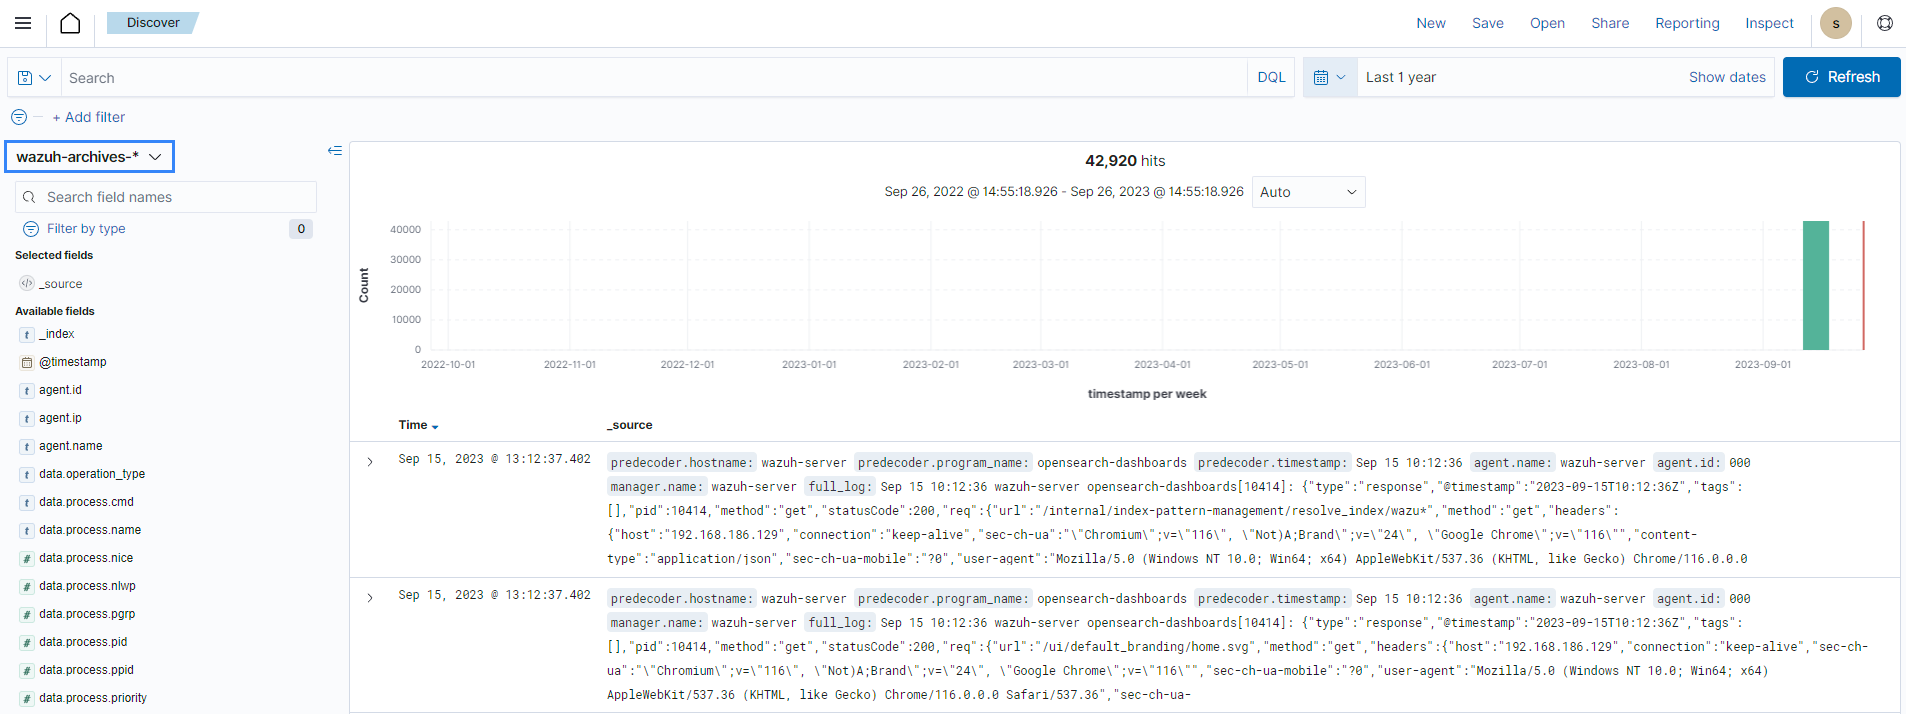 Discover
New Save Open Share Reporting Inspect s
Search DQL Last 1 year Show dates Refresh
+ Add filter
wazuh-archives-*
Search field names
Filter by type 0
Selected fields
_source
Available fields
t _index
@timestamp
t agent.id
t agent.ip
t agent.name
t data.operation_type
t data.process.cmd
t data.process.name
# data.process.nice
# data.process.nlwp
# data.process.pgrp
# data.process.pid
# data.process.ppid
# data.process.priority
42,920 hits
Sep 26, 2022 @ 14:55:18.926 - Sep 26, 2023 @ 14:55:18.926 Auto
Count
40000
30000
20000
10000
0
2022-10-01 2022-11-01 2022-12-01 2023-01-01 2023-02-01 2023-03-01 2023-04-01 2023-05-01 2023-06-01 2023-07-01 2023-08-01 2023-09-01
timestamp per week
Time _source
Sep 15, 2023 @ 13:12:37.402 predecoder.hostname: wazuh-server predecoder.program_name: opensearch-dashboards predecoder.timestamp: Sep 15 10:12:36 agent.name: wazuh-server agent.id: 000
manager.name: wazuh-server full_log: Sep 15 10:12:36 wazuh-server opensearch-dashboards[10414]: {"type":"response","@timestamp":"2023-09-15T10:12:36Z","tags":
[],"pid":10414,"method":"get","statusCode":200,"req":{"url":"/internal/index-pattern-management/resolve_index/wazu*","method":"get","headers":
{"host":"192.168.186.129","connection":"keep-alive","sec-ch-ua":"\"Chromium\";v=\"116\", \"Not)A;Brand\";v=\"24\", \"Google Chrome\";v=\"116\"","content-
type":"application/json","sec-ch-ua-mobile":"?0","user-agent":"Mozilla/5.0 (Windows NT 10.0; Win64; x64) AppleWebKit/537.36 (KHTML, like Gecko) Chrome/116.0.0.0
Sep 15, 2023 @ 13:12:37.402 predecoder.hostname: wazuh-server predecoder.program_name: opensearch-dashboards predecoder.timestamp: Sep 15 10:12:36 agent.name: wazuh-server agent.id: 000
manager.name: wazuh-server full_log: Sep 15 10:12:36 wazuh-server opensearch-dashboards[10414]: {"type":"response","@timestamp":"2023-09-15T10:12:36Z","tags":
[],"pid":10414,"method":"get","statusCode":200,"req":{"url":"/ui/default_branding/home.svg","method":"get","headers":{"host":"192.168.186.129","connection":"keep-alive","sec-ch-
ua":"\"Chromium\";v=\"116\", \"Not)A;Brand\";v=\"24\", \"Google Chrome\";v=\"116\"","sec-ch-ua-mobile":"?0","user-agent":"Mozilla/5.0 (Windows NT 10.0; Win64; x64)
AppleWebKit/537.36 (KHTML, like Gecko) Chrome/116.0.0.0 Safari/537.36","sec-ch-ua-